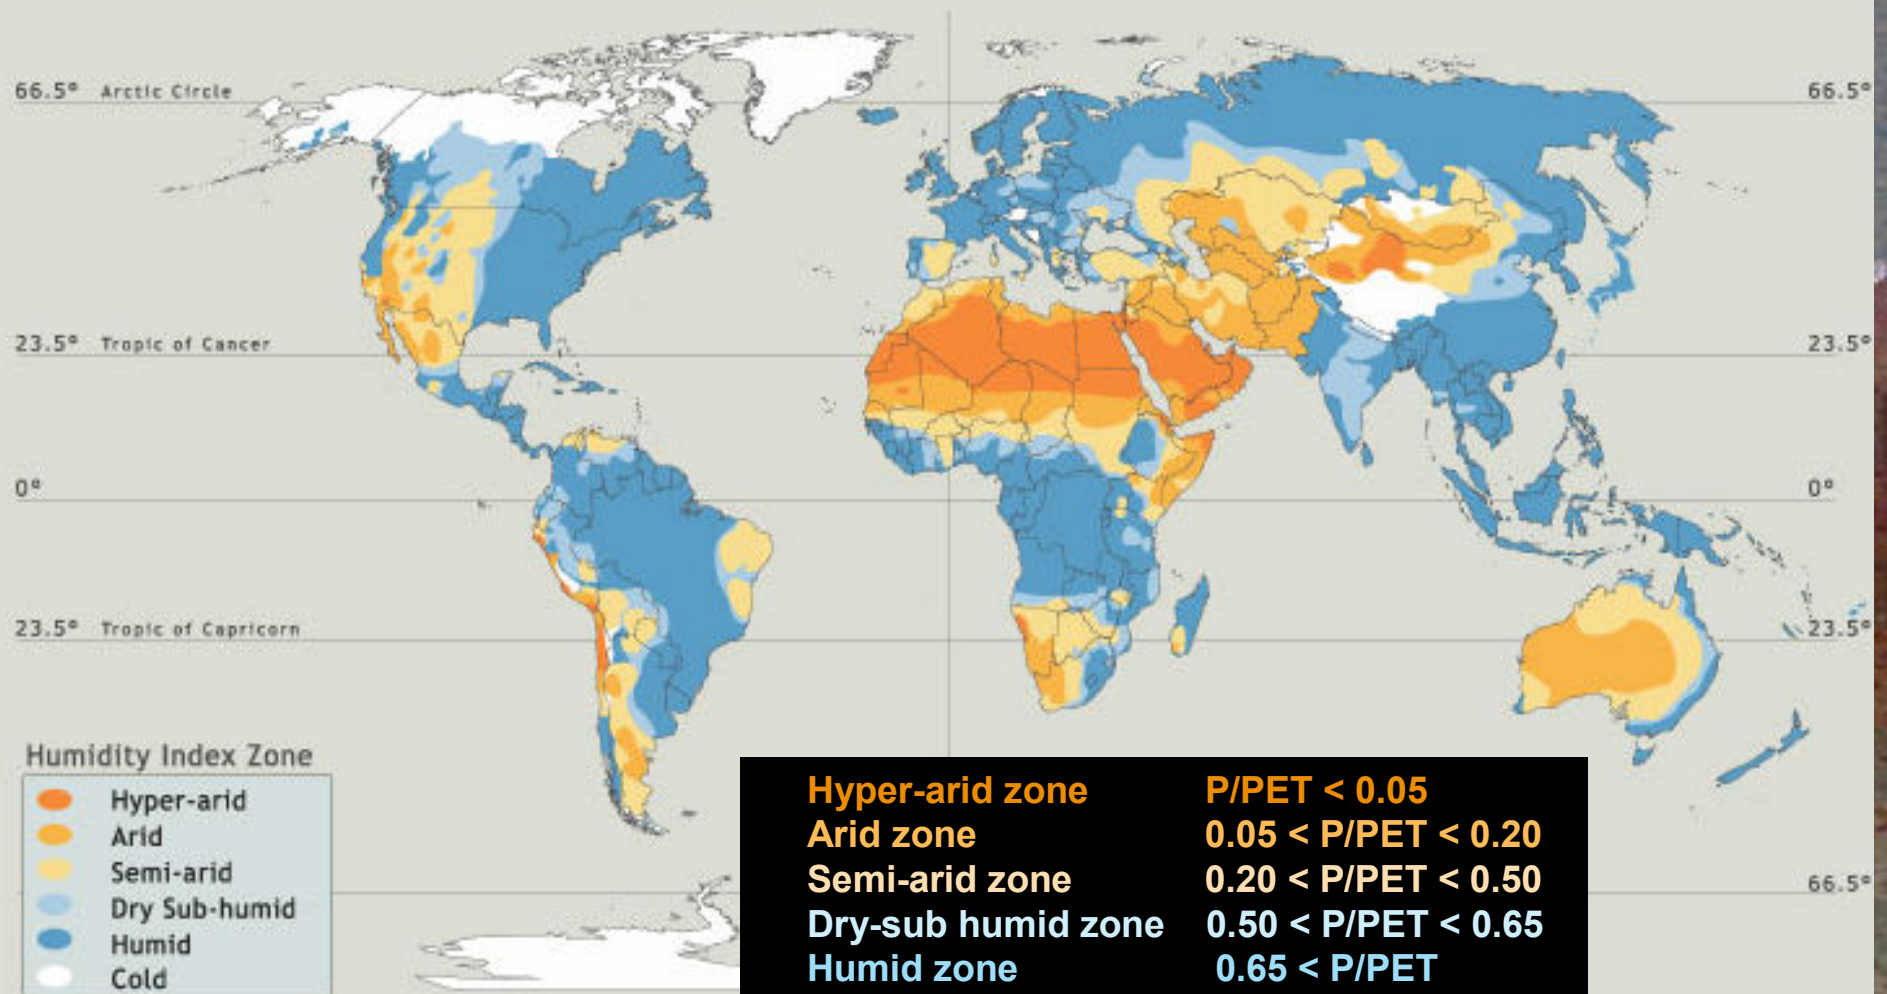 66.5° Arctic Circle 66.5°
23.5° Tropic of Cancer 23.5°
0° 0°
23.5° Tropic of Capricorn 23.5°
66.5°
Humidity Index Zone
Hyper-arid
Arid
Semi-arid
Dry Sub-humid
Humid
Cold
Hyper-arid zone P/PET < 0.05
Arid zone 0.05 < P/PET < 0.20
Semi-arid zone 0.20 < P/PET < 0.50
Dry-sub humid zone 0.50 < P/PET < 0.65
Humid zone 0.65 < P/PET